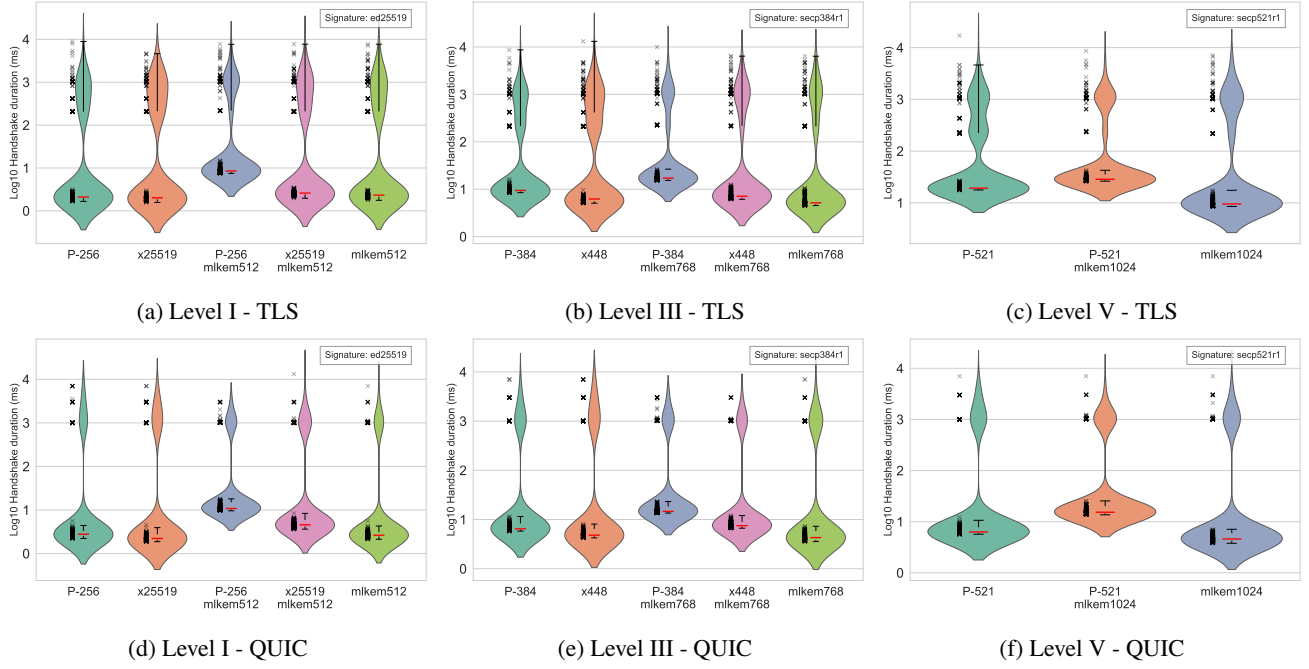 Signature: ed25519
Log10 Handshake duration (ms)
4
3
2
1
0
P-256
x25519
P-256
mlkem512
x25519
mlkem512
mlkem512
(a) Level I - TLS
Signature: secp384r1
Log10 Handshake duration (ms)
4
3
2
1
0
P-384
x448
P-384
mlkem768
x448
mlkem768
mlkem768
(b) Level III - TLS
Signature: secp521r1
Log10 Handshake duration (ms)
4
3
2
1
P-521
P-521
mlkem1024
mlkem1024
(c) Level V - TLS
Signature: ed25519
Log10 Handshake duration (ms)
4
3
2
1
0
P-256
x25519
P-256
mlkem512
x25519
mlkem512
mlkem512
(d) Level I - QUIC
Signature: secp384r1
Log10 Handshake duration (ms)
4
3
2
1
0
P-384
x448
P-384
mlkem768
x448
mlkem768
mlkem768
(e) Level III - QUIC
Signature: secp521r1
Log10 Handshake duration (ms)
4
3
2
1
0
P-521
P-521
mlkem1024
mlkem1024
(f) Level V - QUIC